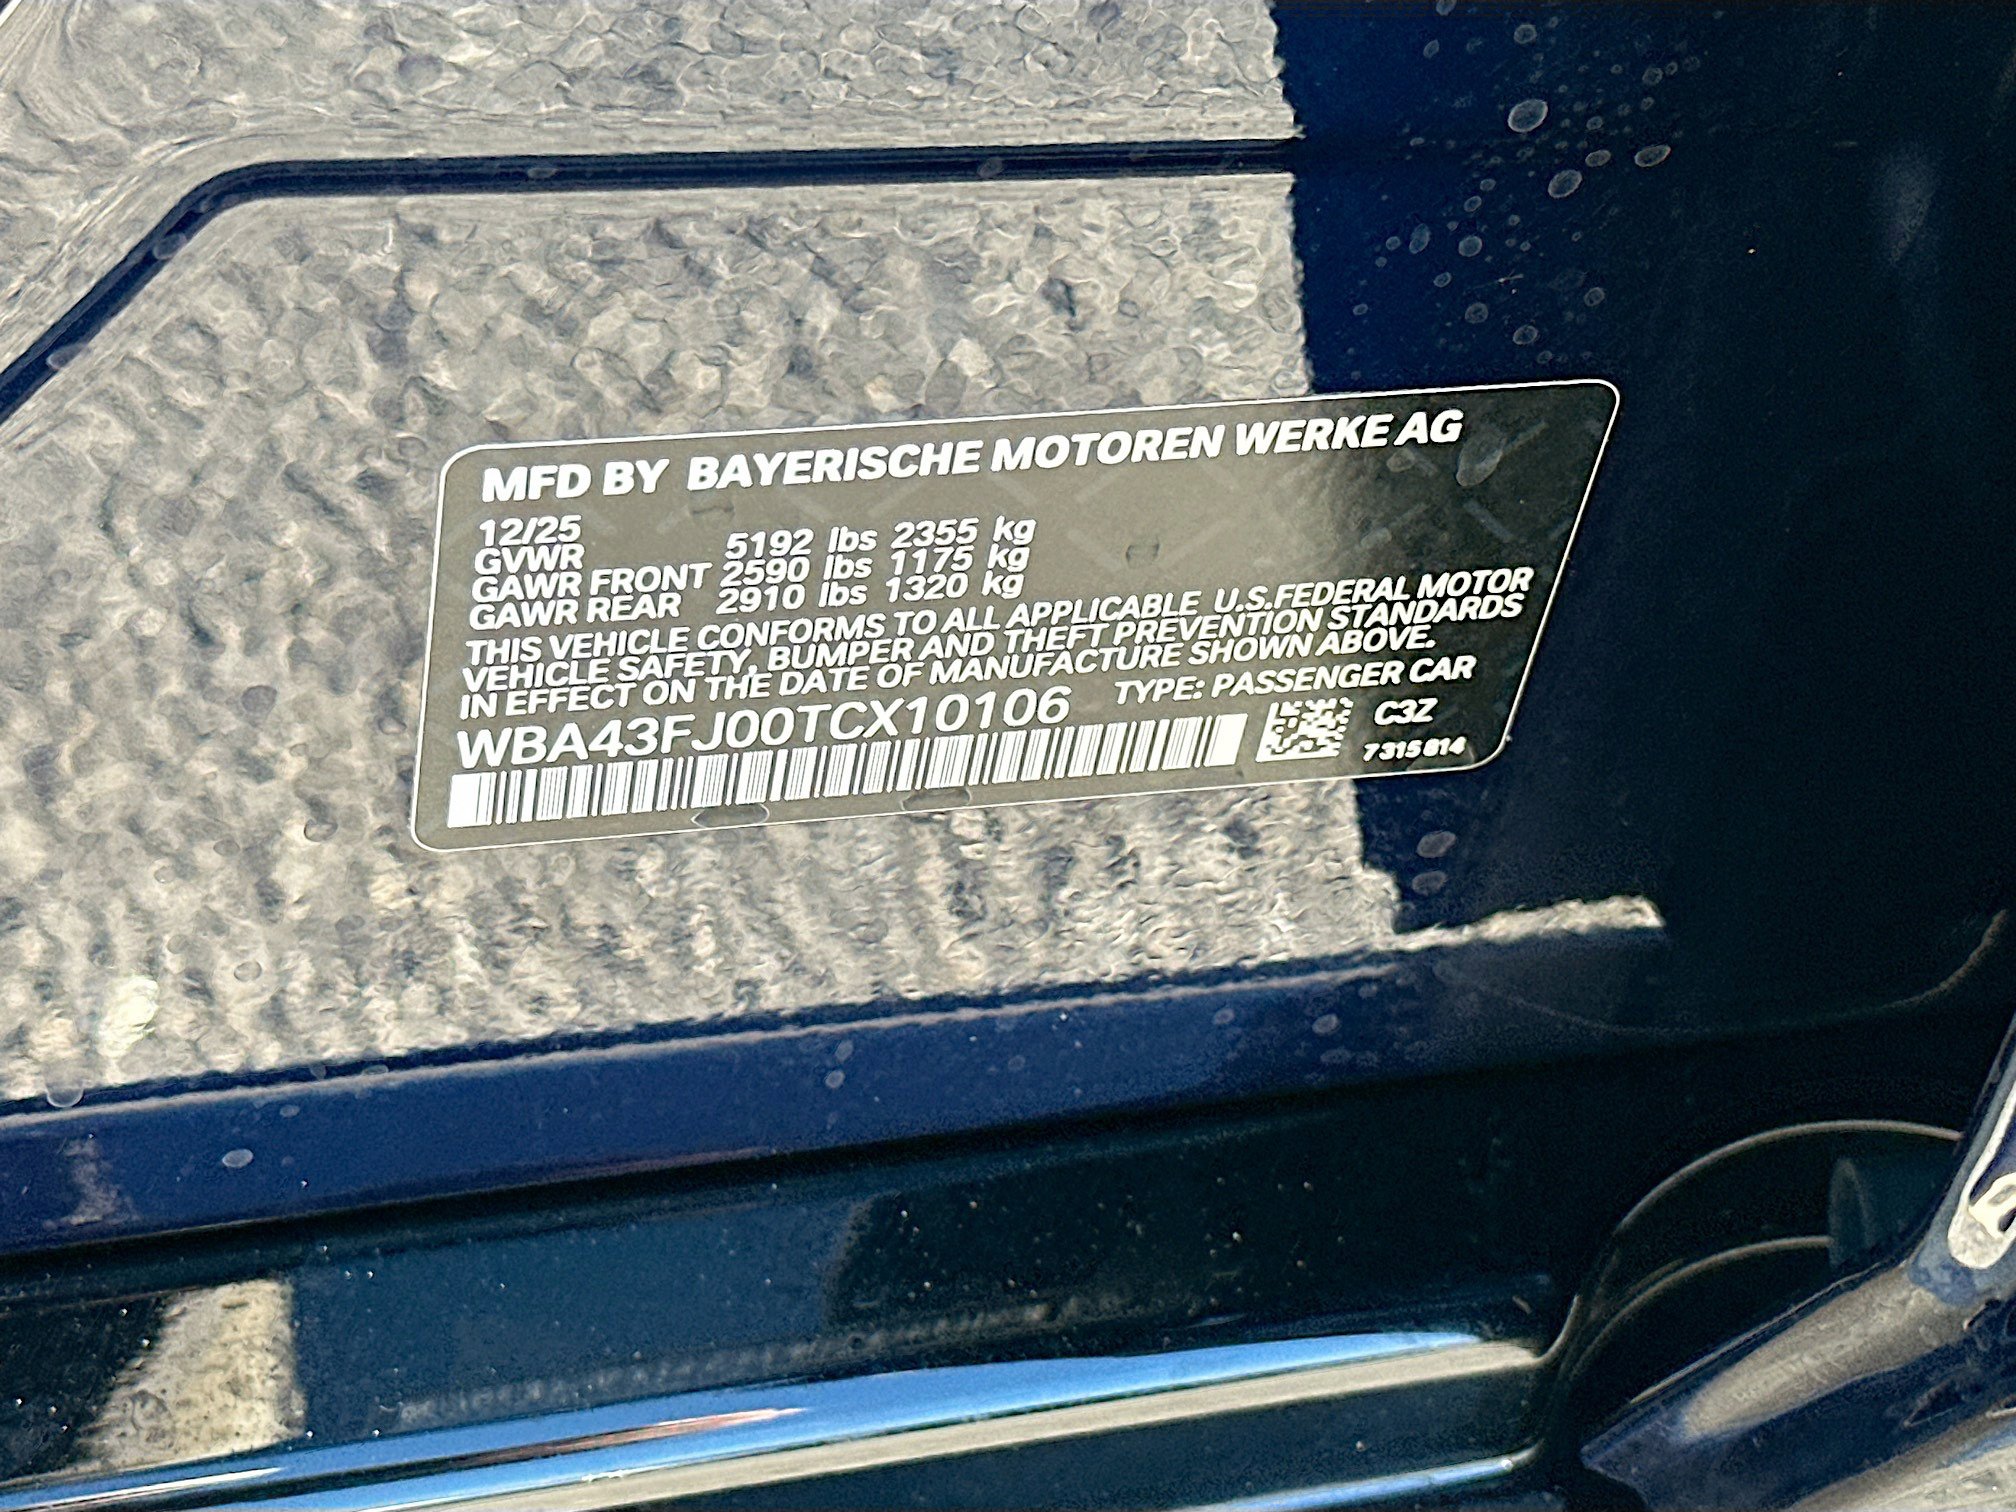 MFD BY BAYERISCHE MOTOREN WERKE AG
12/25
GVWR 5192 lbs 2355 kg
GAWR FRONT 2590 lbs 1175 kg
GAWR REAR 2910 lbs 1320 kg
THIS VEHICLE CONFORMS TO ALL APPLICABLE U.S.FEDERAL MOTOR
VEHICLE SAFETY, BUMPER AND THEFT PREVENTION STANDARDS
IN EFFECT ON THE DATE OF MANUFACTURE SHOWN ABOVE.
WBA43FJ00TCX10106 TYPE: PASSENGER CAR
C3Z
7315814